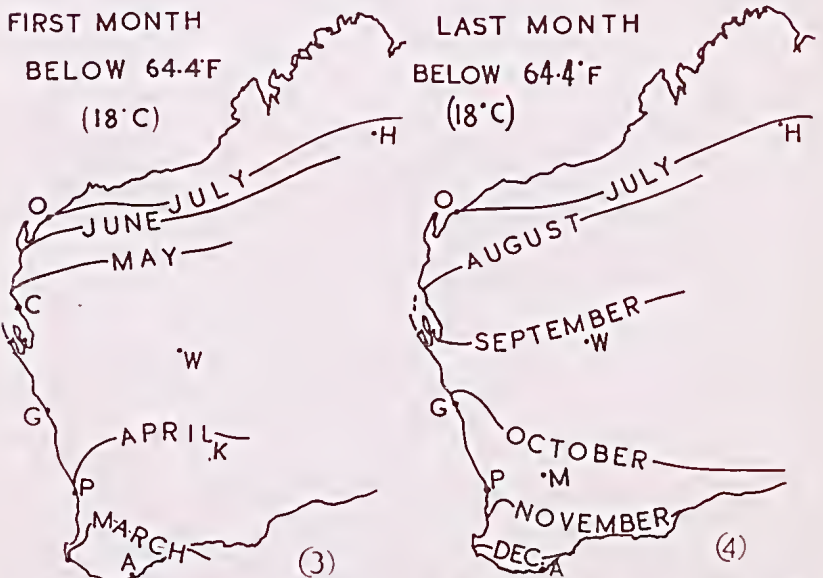 FIRST MONTH
BELOW 64.4°F
(18°C)
H
O
JULY
JUNE
MAY
C
W
G
APRIL
K
P
MARCH
A
(3)
LAST MONTH
BELOW 64.4°F
(18°C)
H
O
JULY
AUGUST
SEPTEMBER
W
G
OCTOBER
M
P
NOVEMBER
DEC.
A
(4)